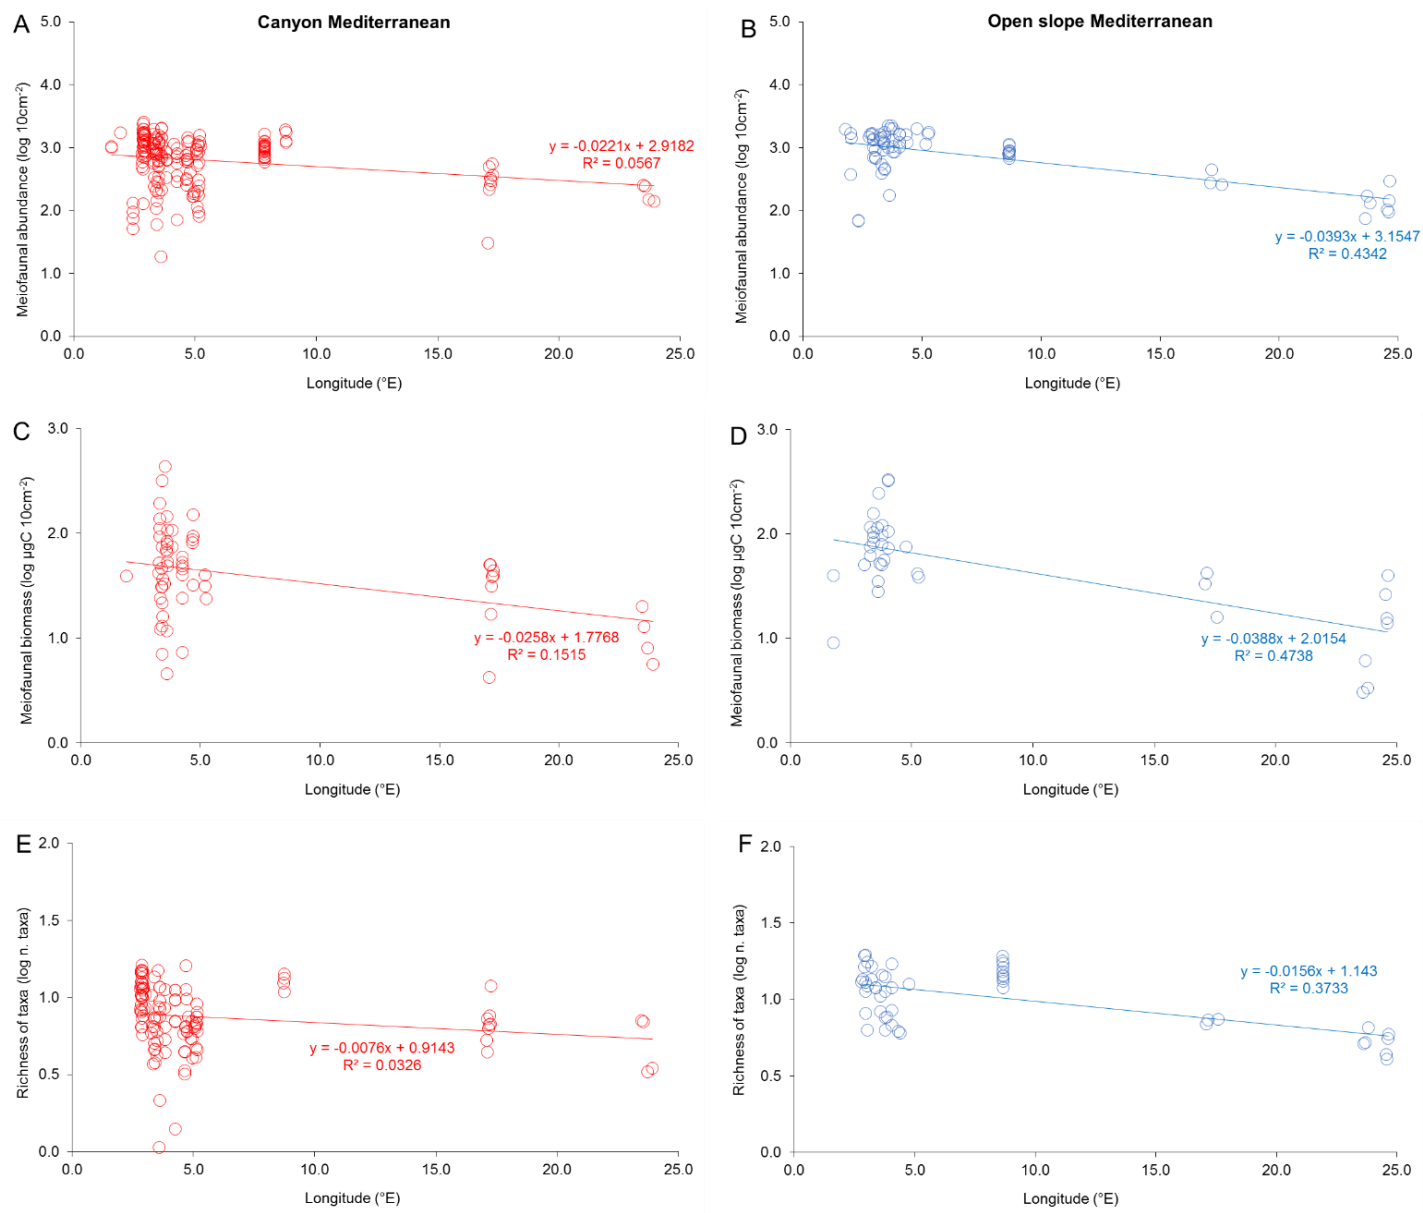 A
Canyon Mediterranean
5.0
4.0
3.0
2.0
1.0
0.0
Meiofaunal abundance (log 10cm⁻²)
y = -0.0221x + 2.9182
R² = 0.0567
0.0 5.0 10.0 15.0 20.0 25.0
Longitude (°E)
B
Open slope Mediterranean
5.0
4.0
3.0
2.0
1.0
0.0
Meiofaunal abundance (log 10cm⁻²)
y = -0.0393x + 3.1547
R² = 0.4342
0.0 5.0 10.0 15.0 20.0 25.0
Longitude (°E)
C
3.0
2.0
1.0
0.0
Meiofaunal biomass (log µgC 10cm⁻²)
y = -0.0258x + 1.7768
R² = 0.1515
0.0 5.0 10.0 15.0 20.0 25.0
Longitude (°E)
D
3.0
2.0
1.0
0.0
Meiofaunal biomass (log µgC 10cm⁻²)
y = -0.0388x + 2.0154
R² = 0.4738
0.0 5.0 10.0 15.0 20.0 25.0
Longitude (°E)
E
2.0
1.5
1.0
0.5
0.0
Richness of taxa (log n. taxa)
y = -0.0076x + 0.9143
R² = 0.0326
0.0 5.0 10.0 15.0 20.0 25.0
Longitude (°E)
F
2.0
1.5
1.0
0.5
0.0
Richness of taxa (log n. taxa)
y = -0.0156x + 1.143
R² = 0.3733
0.0 5.0 10.0 15.0 20.0 25.0
Longitude (°E)